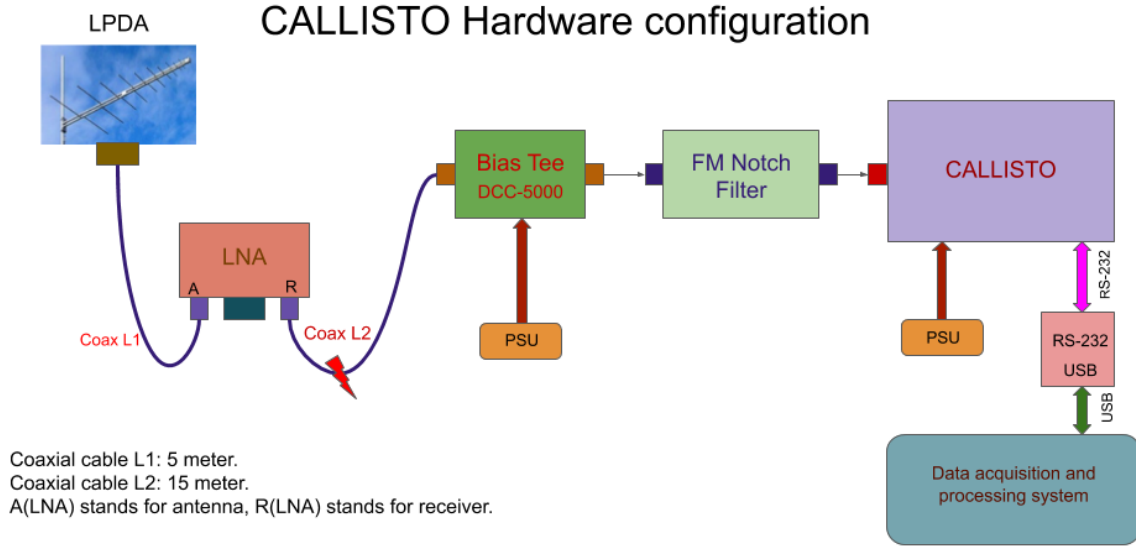 CALLISTO Hardware configuration
LPDA
Bias Tee
DCC-5000
FM Notch
Filter
CALLISTO
LNA
A
R
Coax L1
Coax L2
PSU
PSU
RS-232
RS-232
USB
USB
Data acquisition and
processing system
Coaxial cable L1: 5 meter.
Coaxial cable L2: 15 meter.
A(LNA) stands for antenna, R(LNA) stands for receiver.